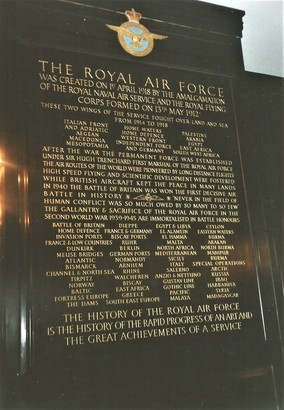 THE ROYAL AIR FORCE
WAS CREATED ON 1ST APRIL 1918 BY THE AMALGAMATION
OF THE ROYAL NAVAL AIR SERVICE AND THE ROYAL FLYING
CORPS FORMED ON 13TH MAY 1912
THESE TWO WINGS OF THE SERVICE FOUGHT OVER LAND AND SEA
FROM 1914 TO 1918
ITALIAN FRONT HOME WATERS PALESTINE
AND ADRIATIC HOME DEFENCE ARABIA
AEGEAN WESTERN FRONT EGYPT
MACEDONIA INDEPENDENT FORCE EAST AFRICA
MESOPOTAMIA AND GERMANY SOUTH WEST AFRICA
AFTER THE WAR THE PERMANENT FORCE WAS ESTABLISHED
UNDER SIR HUGH TRENCHARD FIRST MARSHAL OF THE ROYAL AIR FORCE
THE AIR ROUTES OF THE WORLD WERE PIONEERED BY LONG DISTANCE FLIGHTS
HIGH SPEED FLYING AND SCIENTIFIC DEVELOPMENT WERE FOSTERED
WHILE BRITISH AIRCRAFT KEPT THE PEACE IN MANY LANDS
IN 1940 THE BATTLE OF BRITAIN WAS WON THE FIRST DECISIVE AIR
BATTLE IN HISTORY NEVER IN THE FIELD OF
HUMAN CONFLICT WAS SO MUCH OWED BY SO MANY TO SO FEW
THE GALLANTRY & SACRIFICE OF THE ROYAL AIR FORCE IN THE
SECOND WORLD WAR 1939-1945 ARE IMMORTALISED IN BATTLE HONOURS
BATTLE OF BRITAIN DIEPPE EGYPT & LIBYA CEYLON
HOME DEFENCE FRANCE & GERMANY EL ALAMEIN EASTERN WATERS
INVASION PORTS BISCAY PORTS EL HAMMA BURMA
FRANCE & LOW COUNTRIES RUHR MALTA ARAKAN
DUNKIRK BERLIN NORTH AFRICA NORTH BURMA
MEUSE BRIDGES GERMAN PORTS MEDITERRANEAN MANIPUR
ATLANTIC NORMANDY SICILY BURMA
BISMARCK ARNHEM ITALY SPECIAL OPERATIONS
CHANNEL & NORTH SEA RHINE SALERNO ARCTIC
TIRPITZ WALCHEREN ANZIO & NETTUNO RUSSIA
NORWAY BISCAY GUSTAV LINE IRAQ
BALTIC EAST AFRICA GOTHIC LINE HABBANIYA
FORTRESS EUROPE GREECE PACIFIC SYRIA
THE DAMS SOUTH EAST EUROPE MALAYA MADAGASCAR
THE HISTORY OF THE ROYAL AIR FORCE
IS THE HISTORY OF THE RAPID PROGRESS OF AN ART AND
THE GREAT ACHIEVEMENTS OF A SERVICE